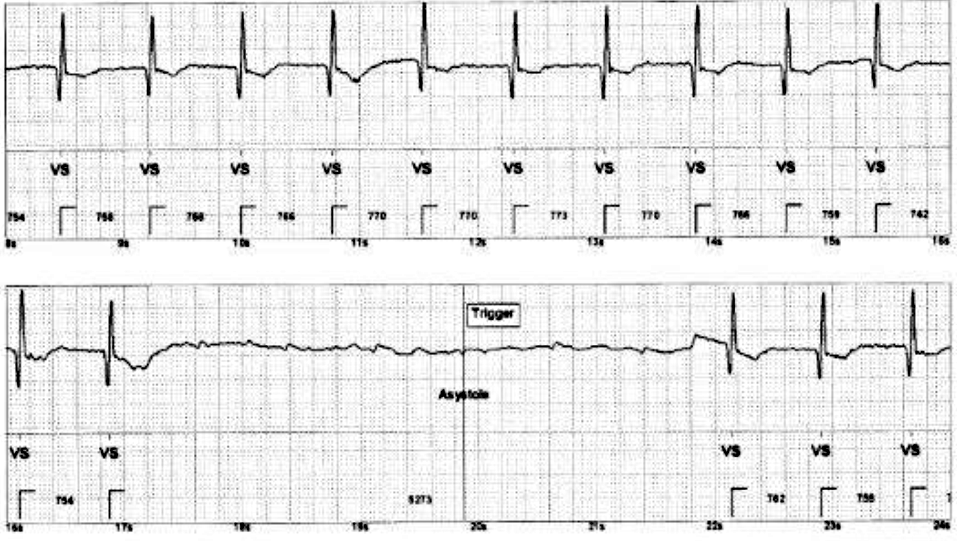 VS VS VS VS VS VS VS VS VS VS
754 766 770 770 773 770 766 759 742
8s 9s 10s 11s 12s 13s 14s 15s 16s
Trigger
Asystole
VS VS VS VS VS
754 5273 762
16s 17s 18s 19s 20s 21s 22s 23s 24s